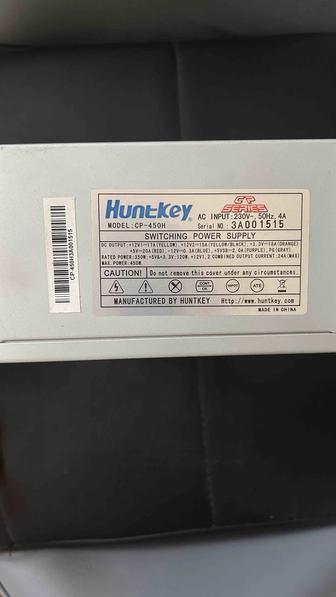 Huntkey
GP
SERIES
AC INPUT:230V~,50Hz,4A
MODEL:CP-450H
Serial NO.: 3A001515
SWITCHING POWER SUPPLY
DC OUTPUT:+12V1-17A(YELLOW),+12V2-15A(YELLOW/BLACK),+3.3V-18A(ORANGE)
+5V-20A(RED),-12V-0.3A(BLUE),+5VSB-2.0A(PURPLE),PG(GRAY).
RATED POWER:350W,+5V&+3.3V:120W.+12V1,2 COMBINED OUTPUT CURRENT:24A(MAX)
MAX.POWER:450W.
CAUTION! Do not remove this cover under any circumstances.
HIPOT
ATE
MANUFACTURED BY HUNTKEY
Http://www.huntkey.com
MADE IN CHINA
CP-450H3A001515